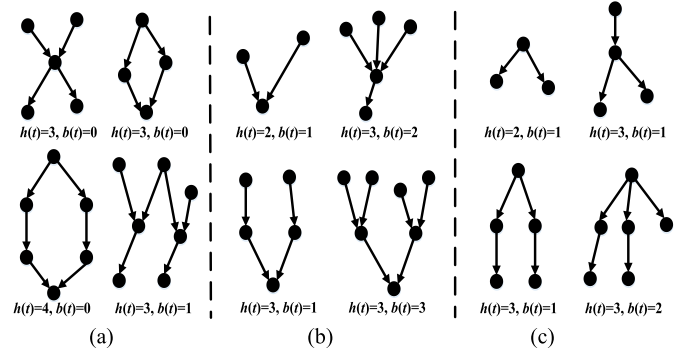 h(t)=3, b(t)=0 h(t)=3, b(t)=0
h(t)=2, b(t)=1 h(t)=3, b(t)=2
h(t)=2, b(t)=1 h(t)=3, b(t)=1
h(t)=4, b(t)=0 h(t)=3, b(t)=1
h(t)=3, b(t)=1 h(t)=3, b(t)=3
h(t)=3, b(t)=1 h(t)=3, b(t)=2
(a) (b) (c)